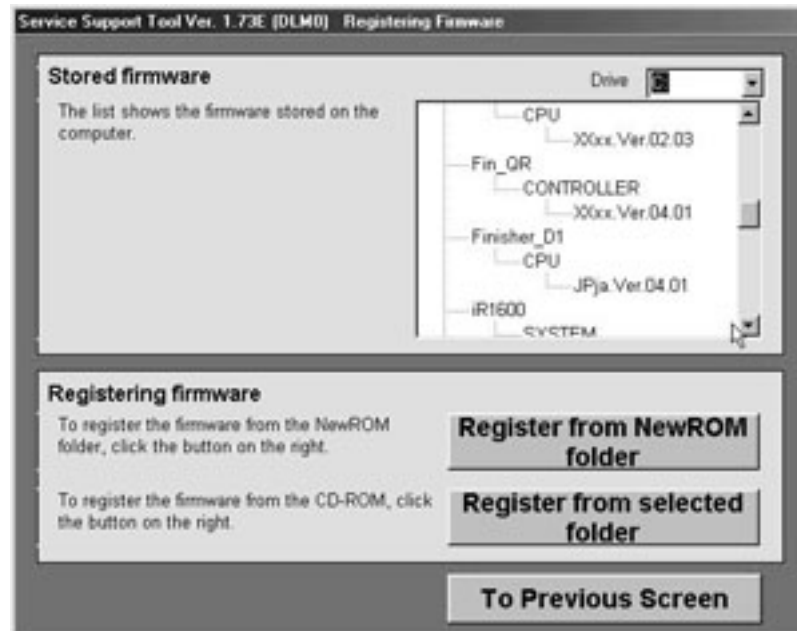 Service Support Tool Ver. 1.73E (DLM0) Registering Firmware
Stored firmware
Drive C
The list shows the firmware stored on the
computer.
CPU
XXxx.Ver.02.03
Fin_QR
CONTROLLER
XXxx.Ver.04.01
Finisher_D1
CPU
JPja.Ver.04.01
iR1600
SYSTEM
Registering firmware
To register the firmware from the NewROM
folder, click the button on the right.
Register from NewROM
folder
To register the firmware from the CD-ROM, click
the button on the right.
Register from selected
folder
To Previous Screen